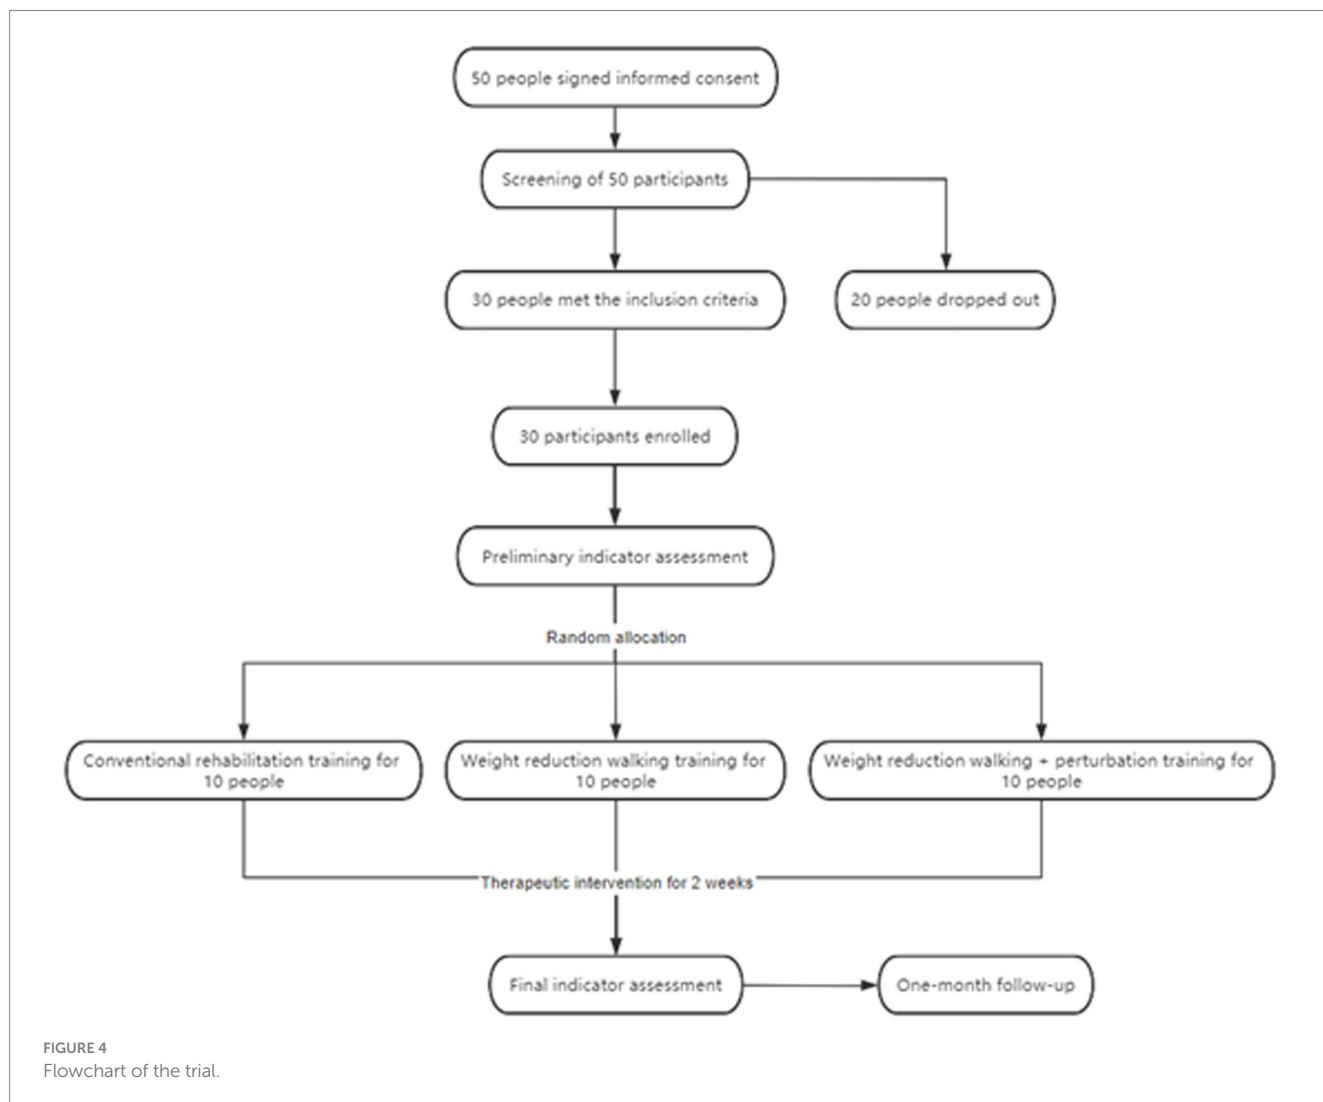 50 people signed informed consent
Screening of 50 participants
30 people met the inclusion criteria
20 people dropped out
30 participants enrolled
Preliminary indicator assessment
Random allocation
Conventional rehabilitation training for
10 people
Weight reduction walking training for
10 people
Weight reduction walking + perturbation training for
10 people
Therapeutic intervention for 2 weeks
Final indicator assessment
One-month follow-up
FIGURE 4
Flowchart of the trial.